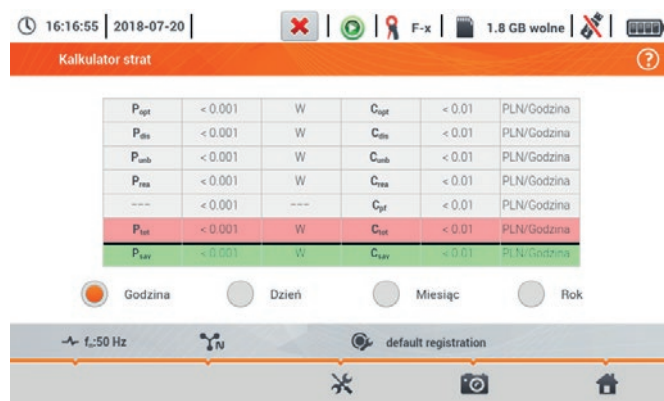 16:16:55 2018-07-20 F-x 1.8 GB wolne
Kalkulator strat ?
Popt < 0.001 W Copt < 0.01 PLN/Godzina
Pdis < 0.001 W Cdis < 0.01 PLN/Godzina
Punb < 0.001 W Cunb < 0.01 PLN/Godzina
Prea < 0.001 W Crea < 0.01 PLN/Godzina
--- < 0.001 --- Cpf < 0.01 PLN/Godzina
Ptot < 0.001 W Ctot < 0.01 PLN/Godzina
Psav < 0.001 W Csav < 0.01 PLN/Godzina
Godzina Dzień Miesiąc Rok
fn:50 Hz N default registration